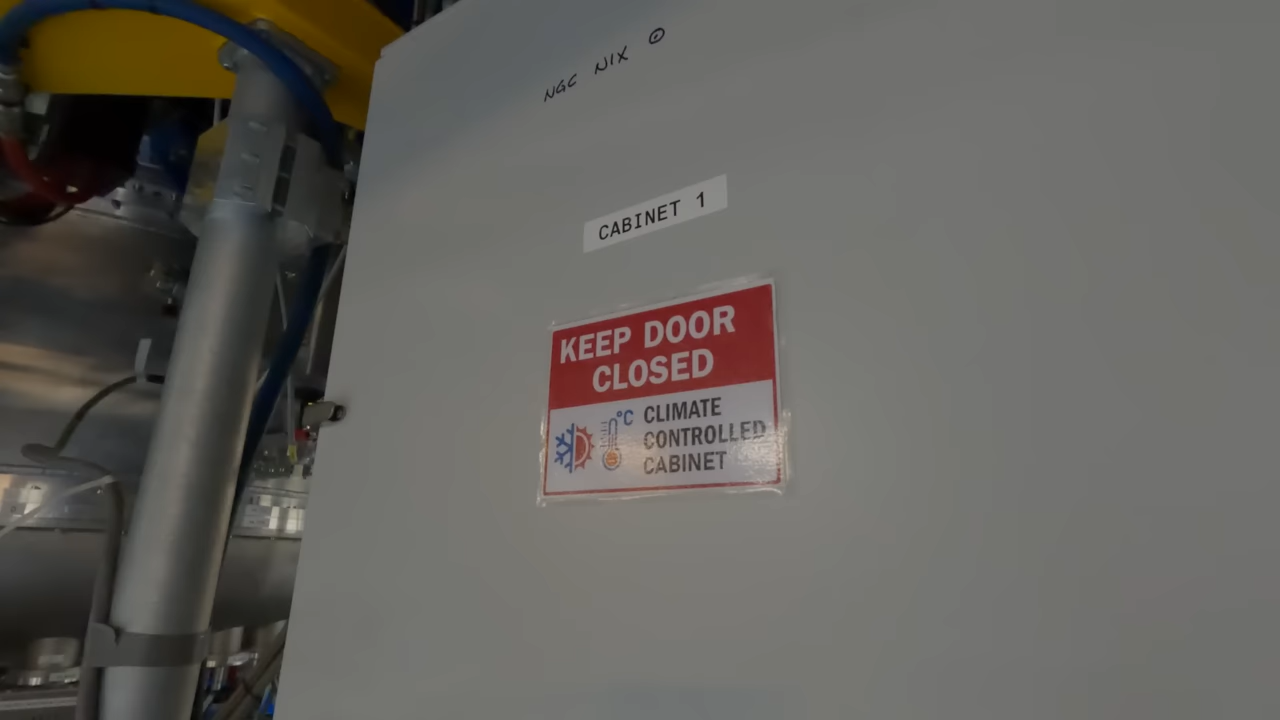 NGC NIX ⊙
CABINET 1
KEEP DOOR
CLOSED
°C
CLIMATE
CONTROLLED
CABINET